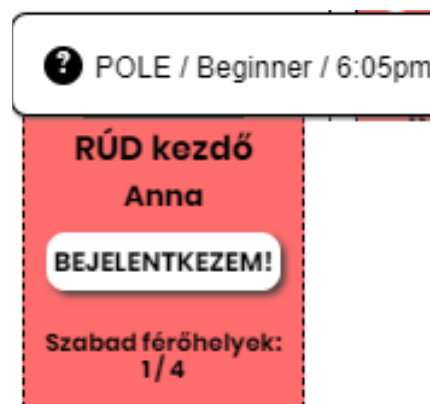 ? POLE / Beginner / 6:05pm
RÚD kezdő
Anna
BEJELENTKEZEM!
Szabad férőhelyek:
1 / 4